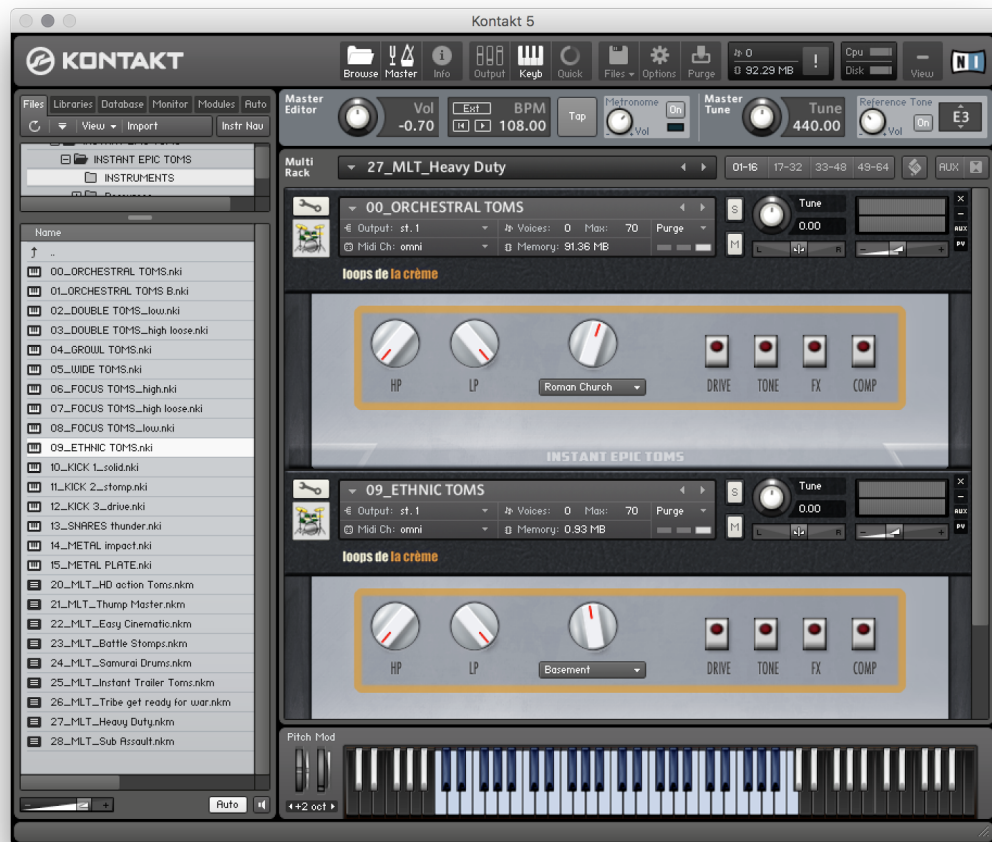 Kontakt 5
KONTAKT
Browse Master Info Output Keyb Quick Files Options Purge
0
92.29 MB
!
Cpu
Disk
View
NI
Files Libraries Database Monitor Modules Auto
View Import Instr Nav
INSTANT EPIC TOMS
INSTRUMENTS
Name
..
00_ORCHESTRAL TOMS.nki
01_ORCHESTRAL TOMS B.nki
02_DOUBLE TOMS_low.nki
03_DOUBLE TOMS_high loose.nki
04_GROWL TOMS.nki
05_WIDE TOMS.nki
06_FOCUS TOMS_high.nki
07_FOCUS TOMS_high loose.nki
08_FOCUS TOMS_low.nki
09_ETHNIC TOMS.nki
10_KICK 1_solid.nki
11_KICK 2_stomp.nki
12_KICK 3_drive.nki
13_SNARES thunder.nki
14_METAL impact.nki
15_METAL PLATE.nki
20_MLT_HD action Toms.nkm
21_MLT_Thump Master.nkm
22_MLT_Easy Cinematic.nkm
23_MLT_Battle Stomps.nkm
24_MLT_Samurai Drums.nkm
25_MLT_Instant Trailer Toms.nkm
26_MLT_Tribe get ready for war.nkm
27_MLT_Heavy Duty.nkm
28_MLT_Sub Assault.nkm
- + Auto
Master Editor
Vol
-0.70
Ext BPM
108.00
Tap
Metronome
On
Vol
Master Tune
Tune
440.00
Reference Tone
Vol
On
E3
Multi Rack
27_MLT_Heavy Duty
01-16 17-32 33-48 49-64
AUX
00_ORCHESTRAL TOMS
Output: st.1 Voices: 0 Max: 70 Purge
Midi Ch: omni Memory: 91.36 MB
S
M
Tune
0.00
L R
- +
×
-
AUX
PV
loops de la crème
HP LP
Roman Church
DRIVE TONE FX COMP
INSTANT EPIC TOMS
09_ETHNIC TOMS
Output: st.1 Voices: 0 Max: 70 Purge
Midi Ch: omni Memory: 0.93 MB
S
M
Tune
0.00
L R
- +
×
-
AUX
PV
loops de la crème
HP LP
Basement
DRIVE TONE FX COMP
Pitch Mod
+2 oct